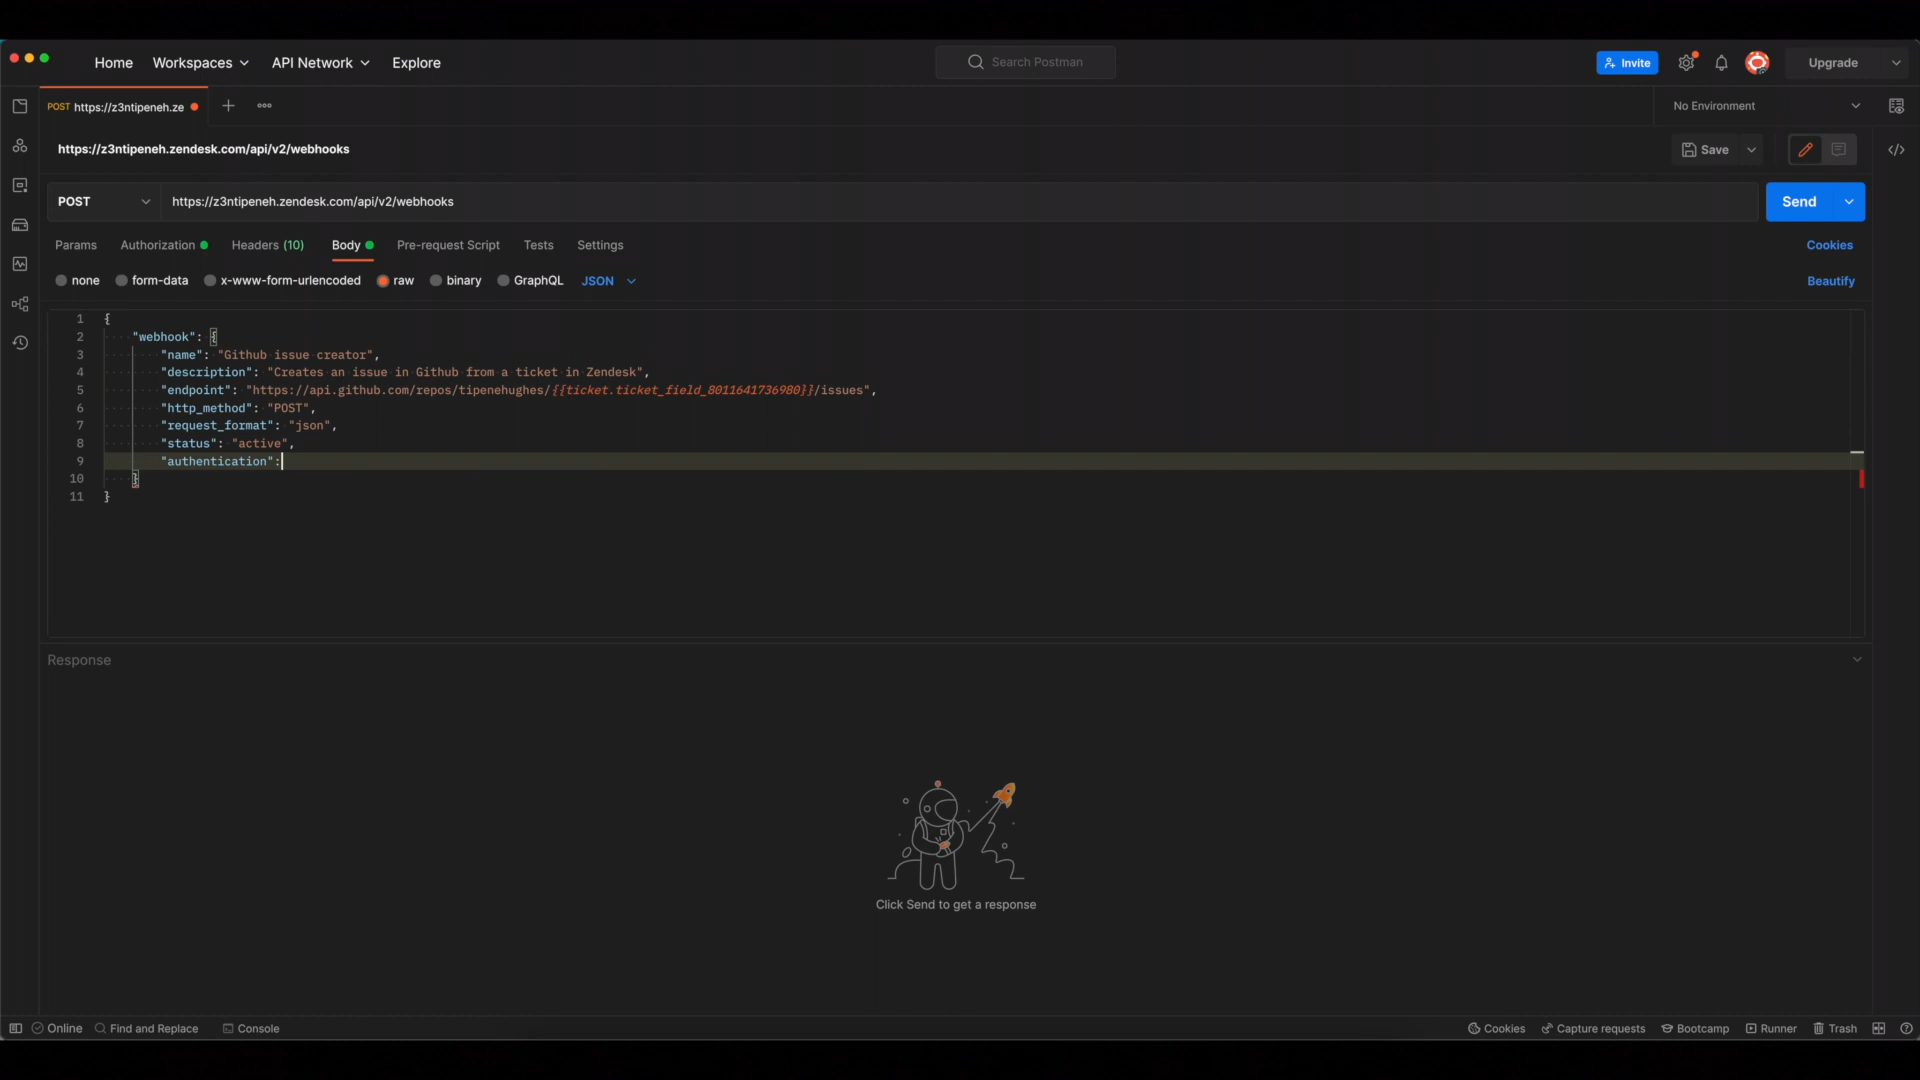 Home Workspaces API Network Explore Search Postman Invite Upgrade
POST https://z3ntipeneh.ze No Environment
https://z3ntipeneh.zendesk.com/api/v2/webhooks Save
POST https://z3ntipeneh.zendesk.com/api/v2/webhooks Send
Params Authorization Headers (10) Body Pre-request Script Tests Settings Cookies
none form-data x-www-form-urlencoded raw binary GraphQL JSON Beautify
1 {
2 "webhook": {
3 "name": "Github issue creator",
4 "description": "Creates an issue in Github from a ticket in Zendesk",
5 "endpoint": "https://api.github.com/repos/tipenehughes/{{ticket.ticket_field_8011641736980}}/issues",
6 "http_method": "POST",
7 "request_format": "json",
8 "status": "active",
9 "authentication":
10 }
11 }
Response
Click Send to get a response
Online Find and Replace Console Cookies Capture requests Bootcamp Runner Trash